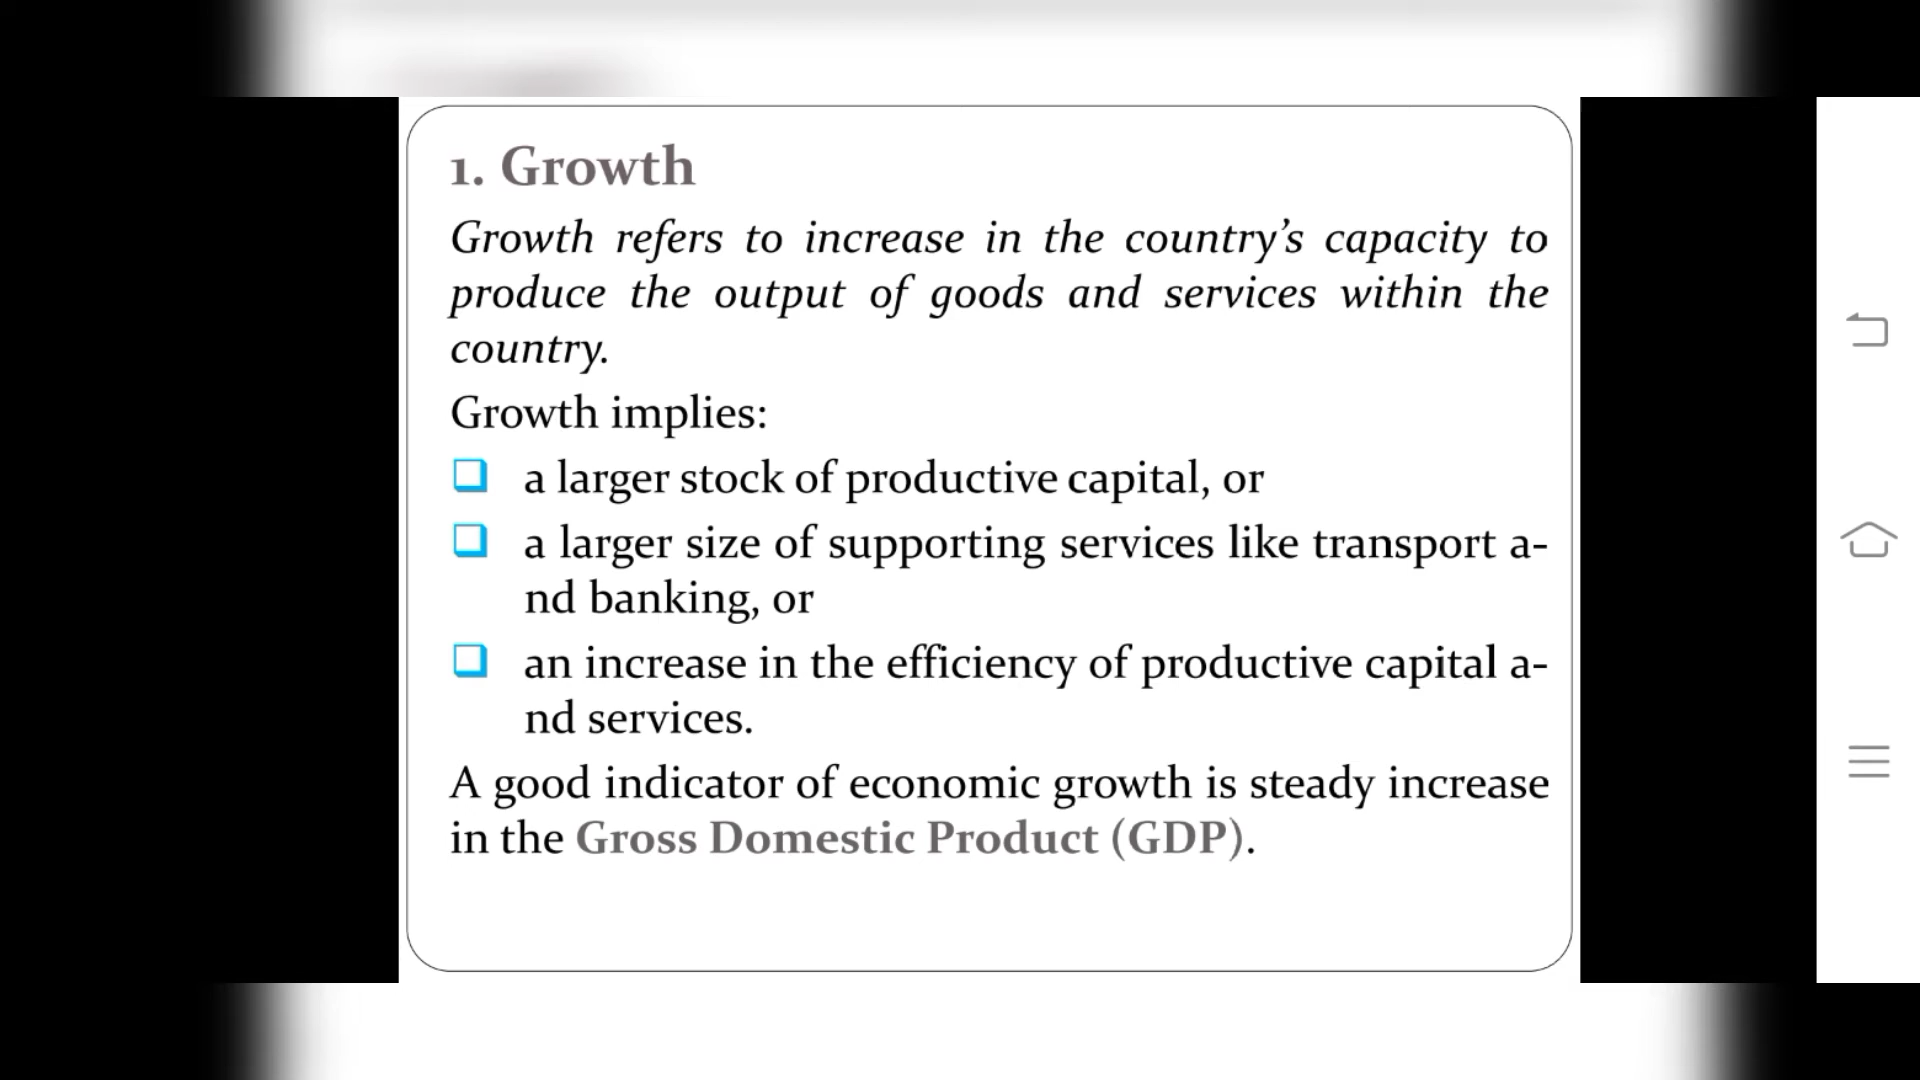 1. Growth
Growth refers to increase in the country’s capacity to
produce the output of goods and services within the
country.
Growth implies:
❑ a larger stock of productive capital, or
❑ a larger size of supporting services like transport a-
nd banking, or
❑ an increase in the efficiency of productive capital a-
nd services.
A good indicator of economic growth is steady increase
in the Gross Domestic Product (GDP).